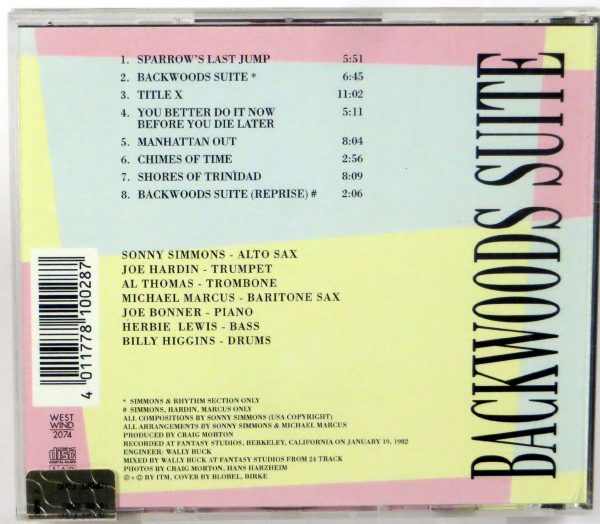 1. SPARROW'S LAST JUMP 5:51
2. BACKWOODS SUITE * 6:45
3. TITLE X 11:02
4. YOU BETTER DO IT NOW 5:11
BEFORE YOU DIE LATER
5. MANHATTAN OUT 8:04
6. CHIMES OF TIME 2:56
7. SHORES OF TRINIDAD 8:09
8. BACKWOODS SUITE (REPRISE) # 2:06
SONNY SIMMONS - ALTO SAX
JOE HARDIN - TRUMPET
AL THOMAS - TROMBONE
MICHAEL MARCUS - BARITONE SAX
JOE BONNER - PIANO
HERBIE LEWIS - BASS
BILLY HIGGINS - DRUMS
* SIMMONS & RHYTHM SECTION ONLY
# SIMMONS, HARDIN, MARCUS ONLY
ALL COMPOSITIONS BY SONNY SIMMONS (USA COPYRIGHT)
ALL ARRANGEMENTS BY SONNY SIMMONS & MICHAEL MARCUS
PRODUCED BY CRAIG MORTON
RECORDED AT FANTASY STUDIOS, BERKELEY, CALIFORNIA ON JANUARY 19, 1982
ENGINEER: WALLY BUCK
MIXED BY WALLY BUCK AT FANTASY STUDIOS FROM 24 TRACK
PHOTOS BY CRAIG MORTON, HANS HARZHEIM
℗ + © BY ITM, COVER BY BLOBEL, BIRKE
4 011778 100287
WEST
WIND
2074
COMPACT
disc
DIGITAL AUDIO
BACKWOODS SUITE